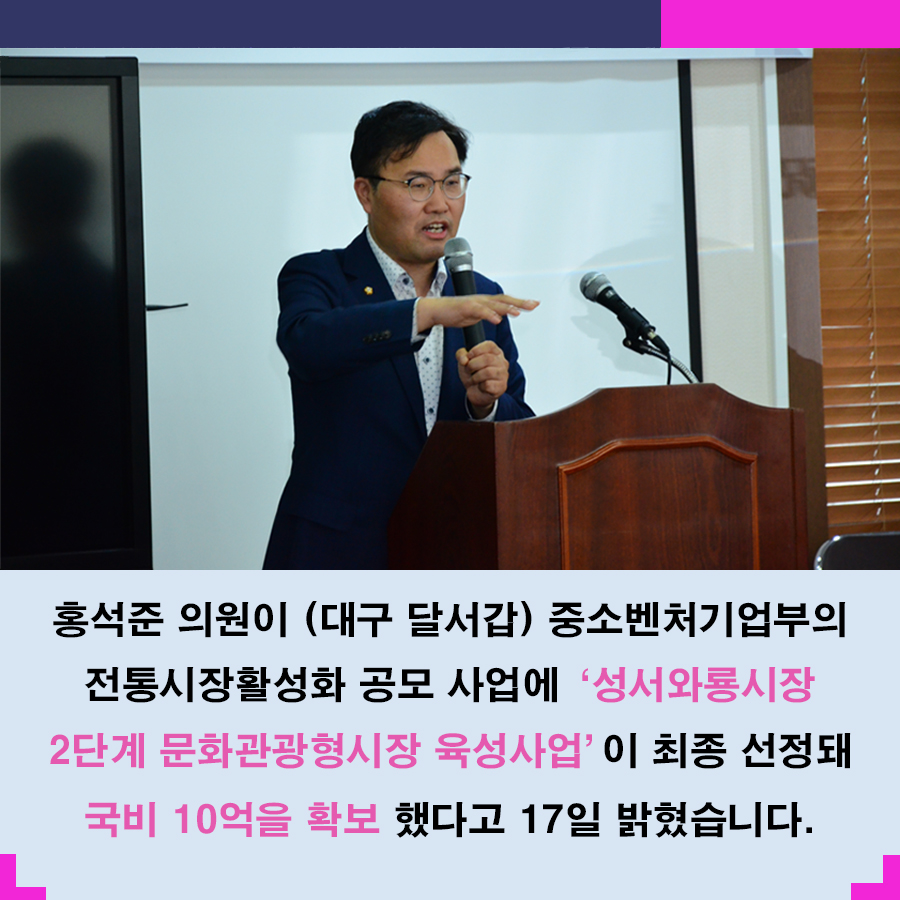 홍석준 의원이 (대구 달서갑) 중소벤처기업부의
전통시장활성화 공모 사업에 ‘성서와룡시장
2단계 문화관광형시장 육성사업’이 최종 선정돼
국비 10억을 확보 했다고 17일 밝혔습니다.